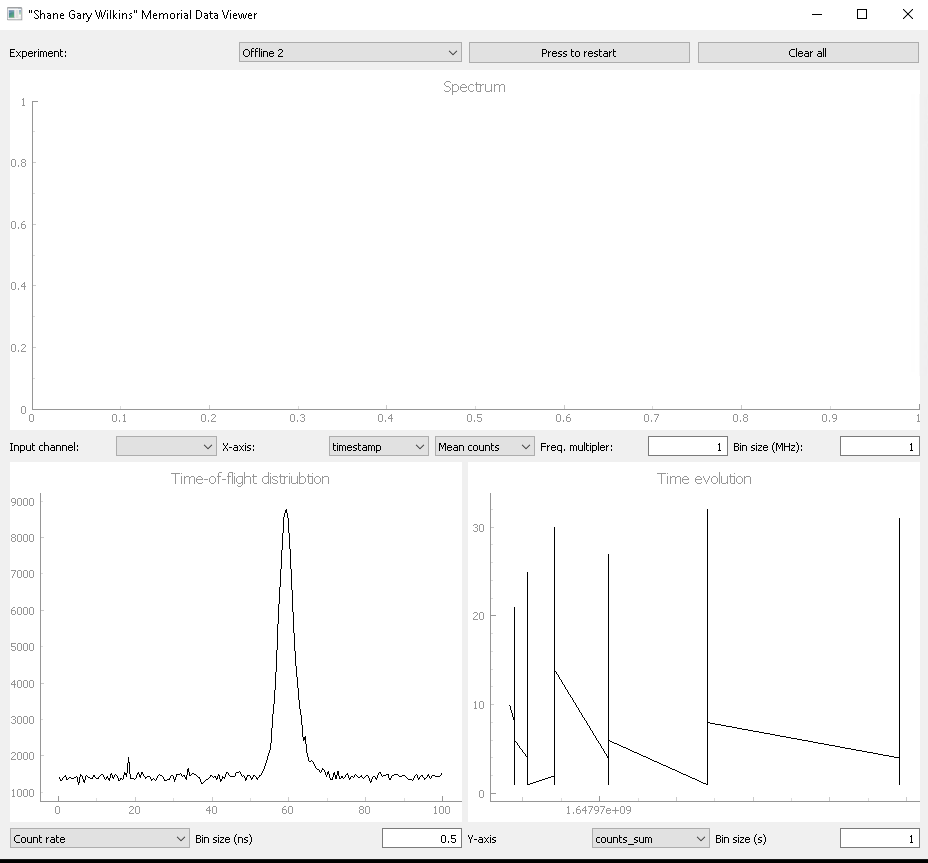 "Shane Gary Wilkins" Memorial Data Viewer
Experiment: Offline 2 Press to restart Clear all
Spectrum
1
0.8
0.6
0.4
0.2
0
0 0.1 0.2 0.3 0.4 0.5 0.6 0.7 0.8 0.9 1
Input channel: X-axis: timestamp Mean counts Freq. multipler: 1 Bin size (MHz): 1
Time-of-flight distriubtion
9000
8000
7000
6000
5000
4000
3000
2000
1000
0 20 40 60 80 100
Time evolution
30
20
10
0
1.64797e+09
Count rate Bin size (ns) 0.5 Y-axis counts_sum Bin size (s) 1